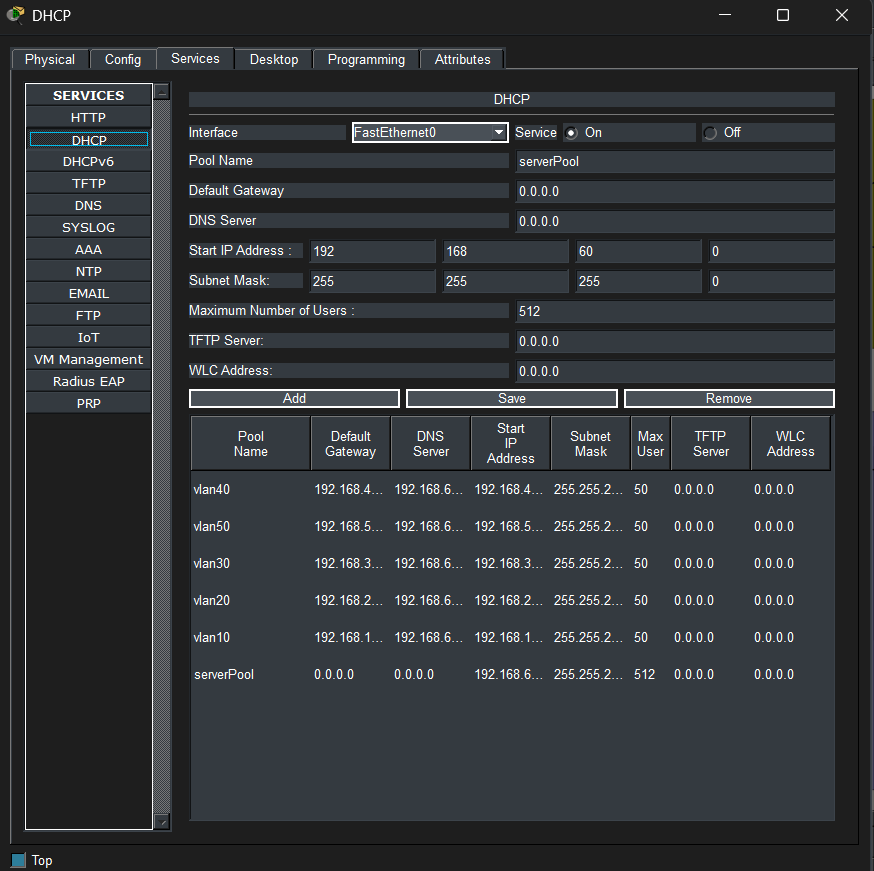 DHCP
Physical Config Services Desktop Programming Attributes
SERVICES
HTTP
DHCP
DHCPv6
TFTP
DNS
SYSLOG
AAA
NTP
EMAIL
FTP
IoT
VM Management
Radius EAP
PRP
DHCP
Interface FastEthernet0 Service On Off
Pool Name serverPool
Default Gateway 0.0.0.0
DNS Server 0.0.0.0
Start IP Address : 192 168 60 0
Subnet Mask: 255 255 255 0
Maximum Number of Users : 512
TFTP Server: 0.0.0.0
WLC Address: 0.0.0.0
Add Save Remove
Pool Name Default Gateway DNS Server Start IP Address Subnet Mask Max User TFTP Server WLC Address
vlan40 192.168.4... 192.168.6... 192.168.4... 255.255.2... 50 0.0.0.0 0.0.0.0
vlan50 192.168.5... 192.168.6... 192.168.5... 255.255.2... 50 0.0.0.0 0.0.0.0
vlan30 192.168.3... 192.168.6... 192.168.3... 255.255.2... 50 0.0.0.0 0.0.0.0
vlan20 192.168.2... 192.168.6... 192.168.2... 255.255.2... 50 0.0.0.0 0.0.0.0
vlan10 192.168.1... 192.168.6... 192.168.1... 255.255.2... 50 0.0.0.0 0.0.0.0
serverPool 0.0.0.0 0.0.0.0 192.168.6... 255.255.2... 512 0.0.0.0 0.0.0.0
Top